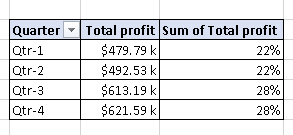 Quarter Total profit Sum of Total profit
Qtr-1 $479.79 k 22%
Qtr-2 $492.53 k 22%
Qtr-3 $613.19 k 28%
Qtr-4 $621.59 k 28%